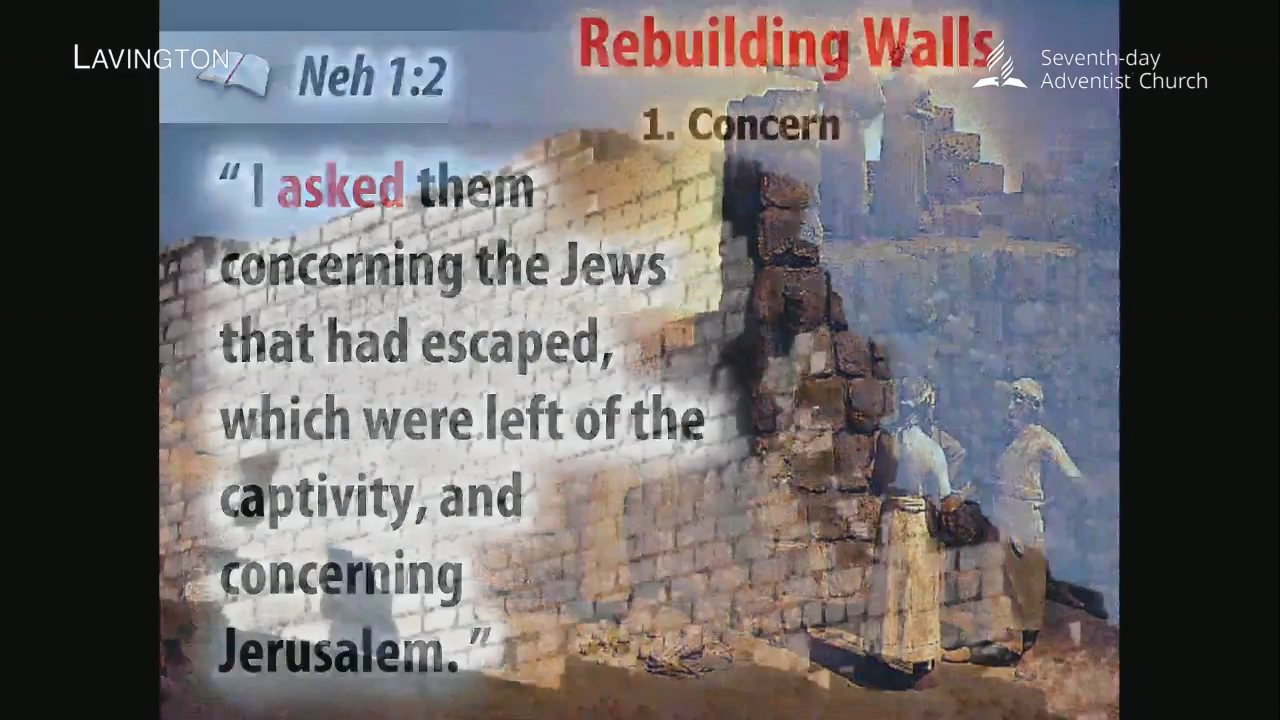 LAVINGTON
Neh 1:2
Rebuilding Walls
Seventh-day
Adventist Church
1. Concern
“ I asked them
concerning the Jews
that had escaped,
which were left of the
captivity, and
concerning
Jerusalem. ”